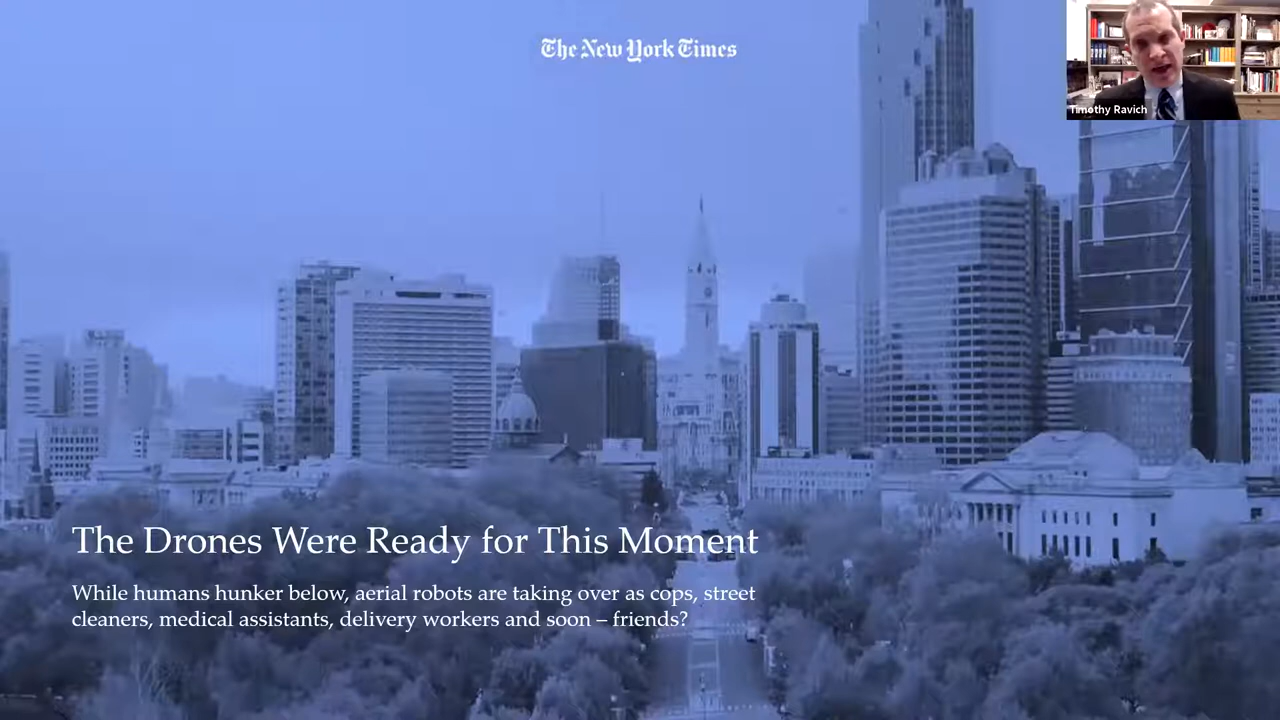 The New York Times
Timothy Ravich
The Drones Were Ready for This Moment
While humans hunker below, aerial robots are taking over as cops, street
cleaners, medical assistants, delivery workers and soon – friends?